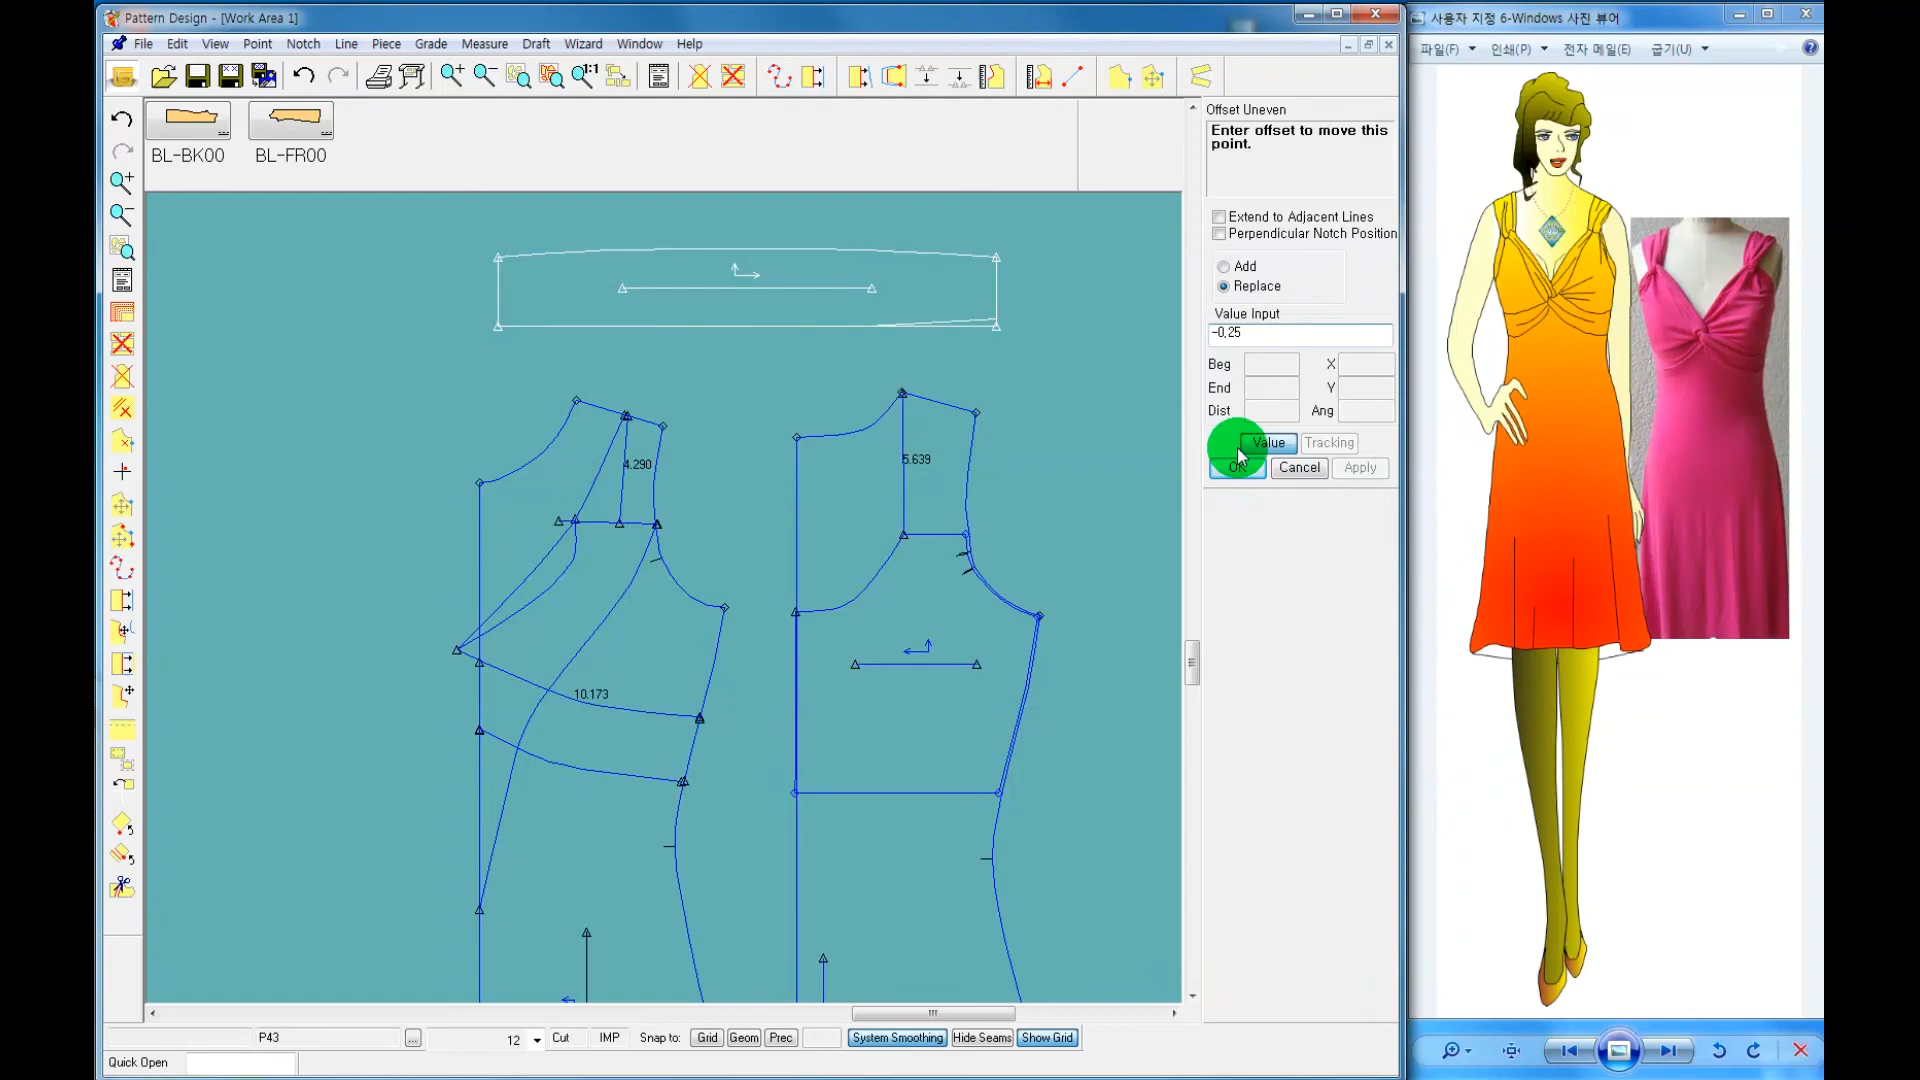 Pattern Design - [Work Area 1]
File Edit View Point Notch Line Piece Grade Measure Draft Wizard Window Help
1:1
BL-BK00 BL-FR00
Offset Uneven
Enter offset to move this
point.
Extend to Adjacent Lines
Perpendicular Notch Position
Add
Replace
Value Input
-0.25
Beg X
End Y
Dist Ang
Value Tracking
OK Cancel Apply
4.290
5.639
10.173
P43 ... 12 Cut IMP Snap to: Grid Geom Prec System Smoothing Hide Seams Show Grid
Quick Open
사용자 지정 6-Windows 사진 뷰어
파일(F) 인쇄(P) 전자 메일(E) 굽기(U)